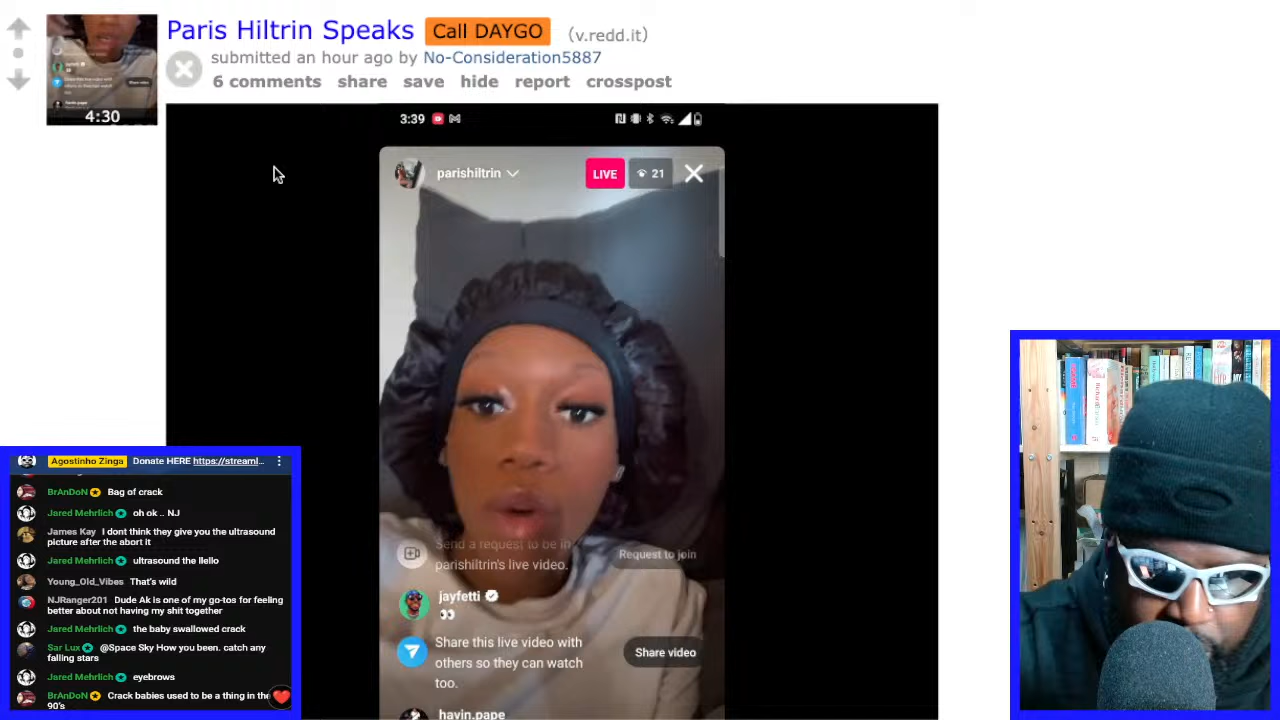 Paris Hiltrin Speaks Call DAYGO (v.redd.it)
submitted an hour ago by No-Consideration5887
6 comments share save hide report crosspost
4:30
3:39
parishiltrin LIVE 21
Send a request to be in
parishiltrin's live video.
Request to join
jayfetti
👀
Share this live video with
others so they can watch
too.
Share video
havin.pape
Agostinho Zinga Donate HERE https://streaml...
BrAnDoN Bag of crack
Jared Mehrlich oh ok .. NJ
James Kay I dont think they give you the ultrasound
picture after the abort it
Jared Mehrlich ultrasound the llello
Young_Old_Vibes That's wild
NJRanger201 Dude Ak is one of my go-tos for feeling
better about not having my shit together
Jared Mehrlich the baby swallowed crack
Sar Lux @Space Sky How you been. catch any
falling stars
Jared Mehrlich eyebrows
BrAnDoN Crack babies used to be a thing in the
90's